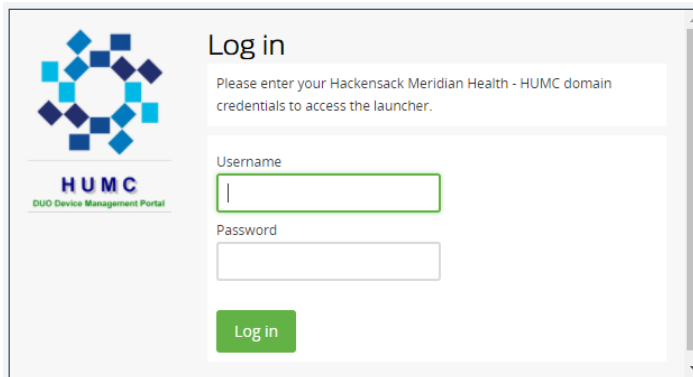 Log in
Please enter your Hackensack Meridian Health - HUMC domain
credentials to access the launcher.
HUMC
DUO Device Management Portal
Username
Password
Log in